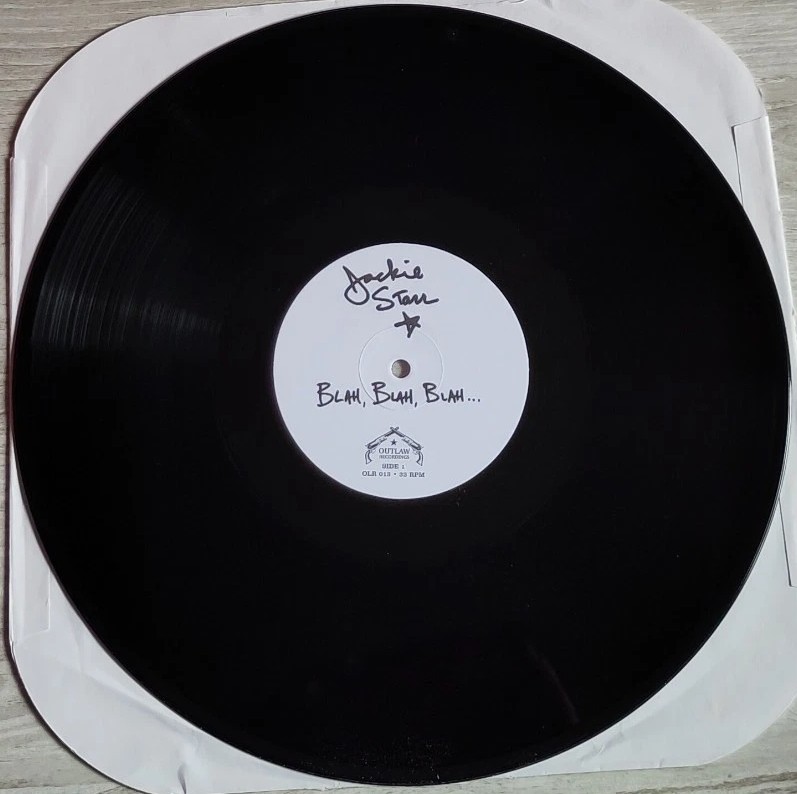 Jackie
Starr
Blah, Blah, Blah...
OUTLAW
RECORDINGS
SIDE 1
OLR 013 • 33 RPM